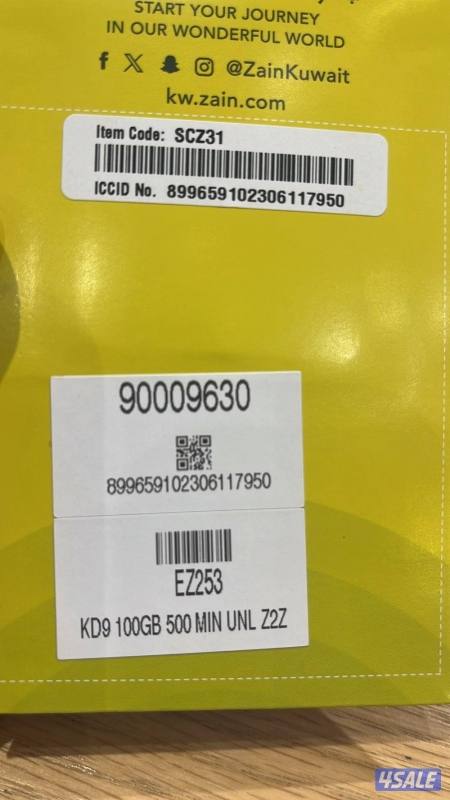 START YOUR JOURNEY
IN OUR WONDERFUL WORLD
@ZainKuwait
kw.zain.com
Item Code: SCZ31
ICCID No. 899659102306117950
90009630
899659102306117950
EZ253
KD9 100GB 500 MIN UNL Z2Z
4SALE